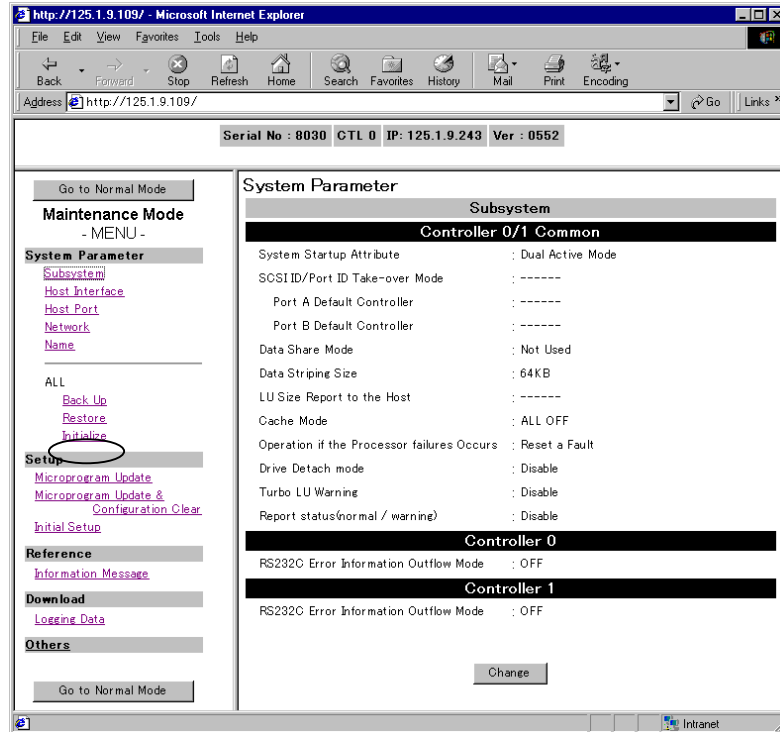 http://125.1.9.109/ - Microsoft Internet Explorer
File Edit View Favorites Tools Help
Back Forward Stop Refresh Home Search Favorites History Mail Print Encoding
Address http://125.1.9.109/ Go Links »
Serial No : 8030 CTL 0 IP: 125.1.9.243 Ver : 0552
Go to Normal Mode
Maintenance Mode
- MENU -
System Parameter
Subsystem
Host Interface
Host Port
Network
Name
ALL
Back Up
Restore
Initialize
Setup
Microprogram Update
Microprogram Update &
Configuration Clear
Initial Setup
Reference
Information Message
Download
Logging Data
Others
Go to Normal Mode
System Parameter
Subsystem
Controller 0/1 Common
System Startup Attribute : Dual Active Mode
SCSI ID/Port ID Take-over Mode : ------
Port A Default Controller : ------
Port B Default Controller : ------
Data Share Mode : Not Used
Data Striping Size : 64KB
LU Size Report to the Host : ------
Cache Mode : ALL OFF
Operation if the Processor failures Occurs : Reset a Fault
Drive Detach mode : Disable
Turbo LU Warning : Disable
Report status(normal / warning) : Disable
Controller 0
RS232C Error Information Outflow Mode : OFF
Controller 1
RS232C Error Information Outflow Mode : OFF
Change
Intranet